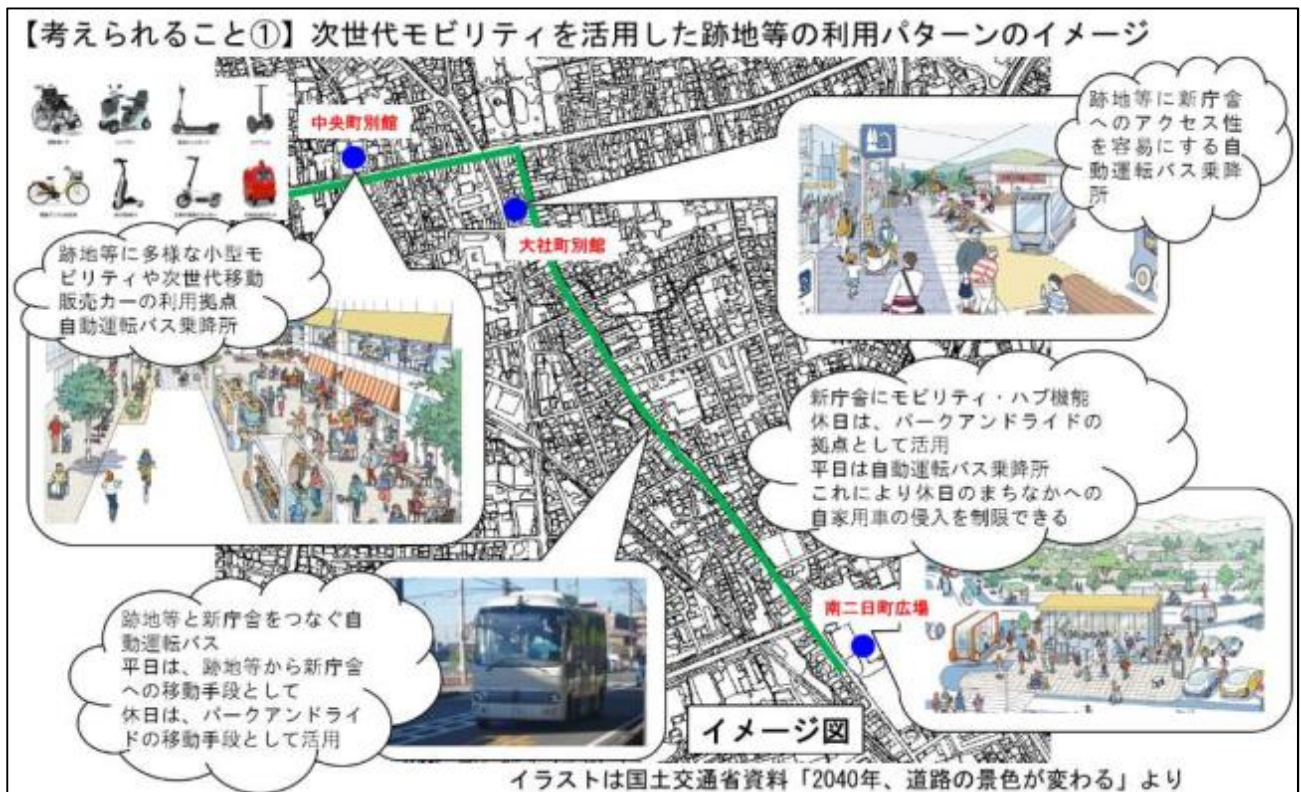 【考えられること①】次世代モビリティを活用した跡地等の利用パターンのイメージ
中央町別館
大社町別館
跡地等に新庁舎
へのアクセス性
を容易にする自
動運転バス乗降
所
跡地等に多様な小型モ
ビリティや次世代移動
販売カーの利用拠点
自動運転バス乗降所
新庁舎にモビリティ・ハブ機能
休日は、パークアンドライドの
拠点として活用
平日は自動運転バス乗降所
これにより休日のまちなかへの
自家用車の侵入を制限できる
南二日町広場
跡地等と新庁舎をつなぐ自
動運転バス
平日は、跡地等から新庁舎
への移動手段として
休日は、パークアンドライ
ドの移動手段として活用
イメージ図
イラストは国土交通省資料「2040年、道路の景色が変わる」より